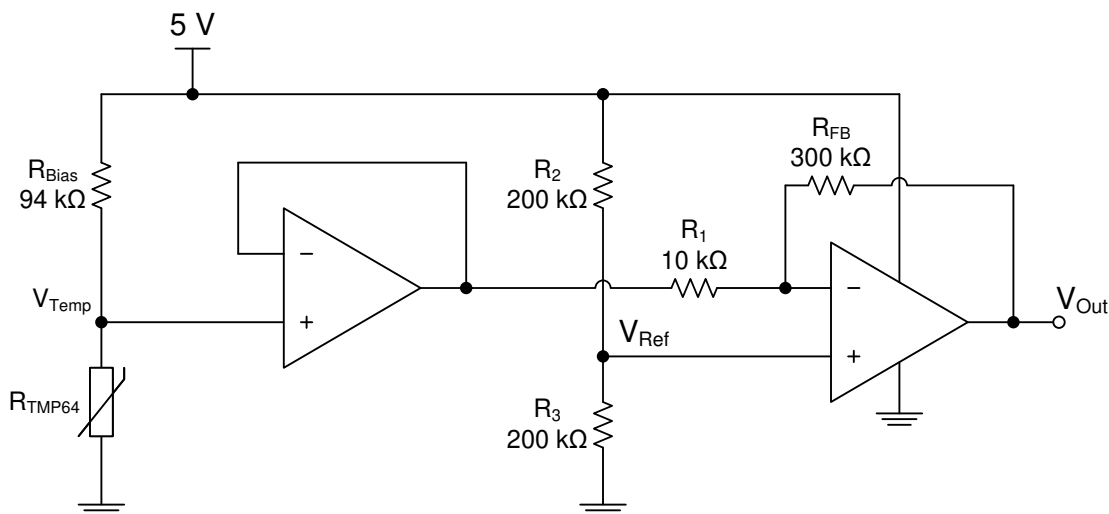 5 V
R_Bias
94 kΩ
V_Temp
R_TMP64
−
+
R_2
200 kΩ
V_Ref
R_3
200 kΩ
R_1
10 kΩ
R_FB
300 kΩ
−
+
V_Out